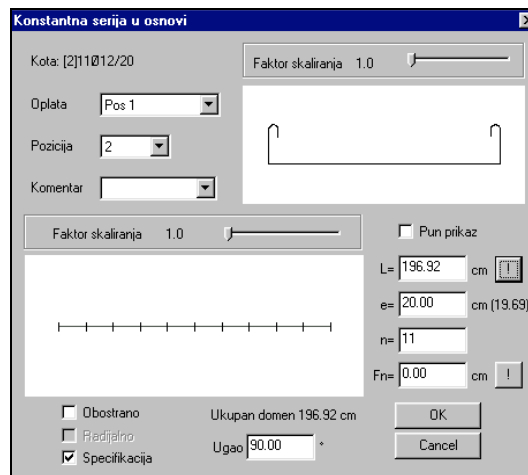 Konstantna serija u osnovi
Kota: [2]11Ø12/20
Faktor skaliranja 1.0
Oplata Pos 1
Pozicija 2
Komentar
Faktor skaliranja 1.0
Pun prikaz
L= 196.92 cm !
e= 20.00 cm (19.69)
n= 11
Fn= 0.00 cm !
Obostrano
Radijalno
Specifikacija
Ukupan domen 196.92 cm
Ugao 90.00 °
OK
Cancel